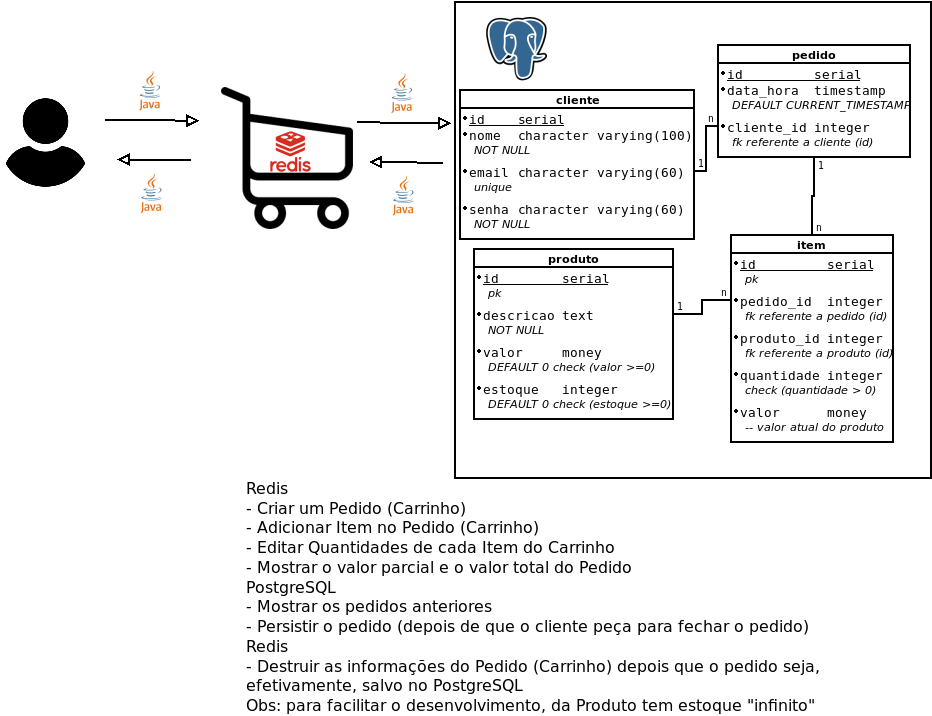 Java
Java
redis
Java
Java
cliente
id serial
nome character varying(100)
NOT NULL
email character varying(60)
unique
senha character varying(60)
NOT NULL
1
n
pedido
id serial
data_hora timestamp
DEFAULT CURRENT_TIMESTAMP
cliente_id integer
fk referente a cliente (id)
1
n
produto
id serial
pk
descricao text
NOT NULL
valor money
DEFAULT 0 check (valor >=0)
estoque integer
DEFAULT 0 check (estoque >=0)
1
n
item
id serial
pk
pedido_id integer
fk referente a pedido (id)
produto_id integer
fk referente a produto (id)
quantidade integer
check (quantidade > 0)
valor money
-- valor atual do produto
Redis
- Criar um Pedido (Carrinho)
- Adicionar Item no Pedido (Carrinho)
- Editar Quantidades de cada Item do Carrinho
- Mostrar o valor parcial e o valor total do Pedido
PostgreSQL
- Mostrar os pedidos anteriores
- Persistir o pedido (depois de que o cliente peça para fechar o pedido)
Redis
- Destruir as informações do Pedido (Carrinho) depois que o pedido seja,
efetivamente, salvo no PostgreSQL
Obs: para facilitar o desenvolvimento, da Produto tem estoque "infinito"